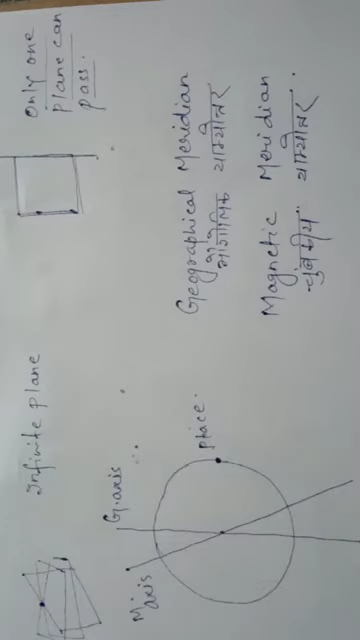 Infinite plane
Only one
plane can
pass.
Geographical Meridian
भौगोलिक याम्योत्तर
Magnetic Meridian
चुंबकीय याम्योत्तर
G.axis
M axis
place.